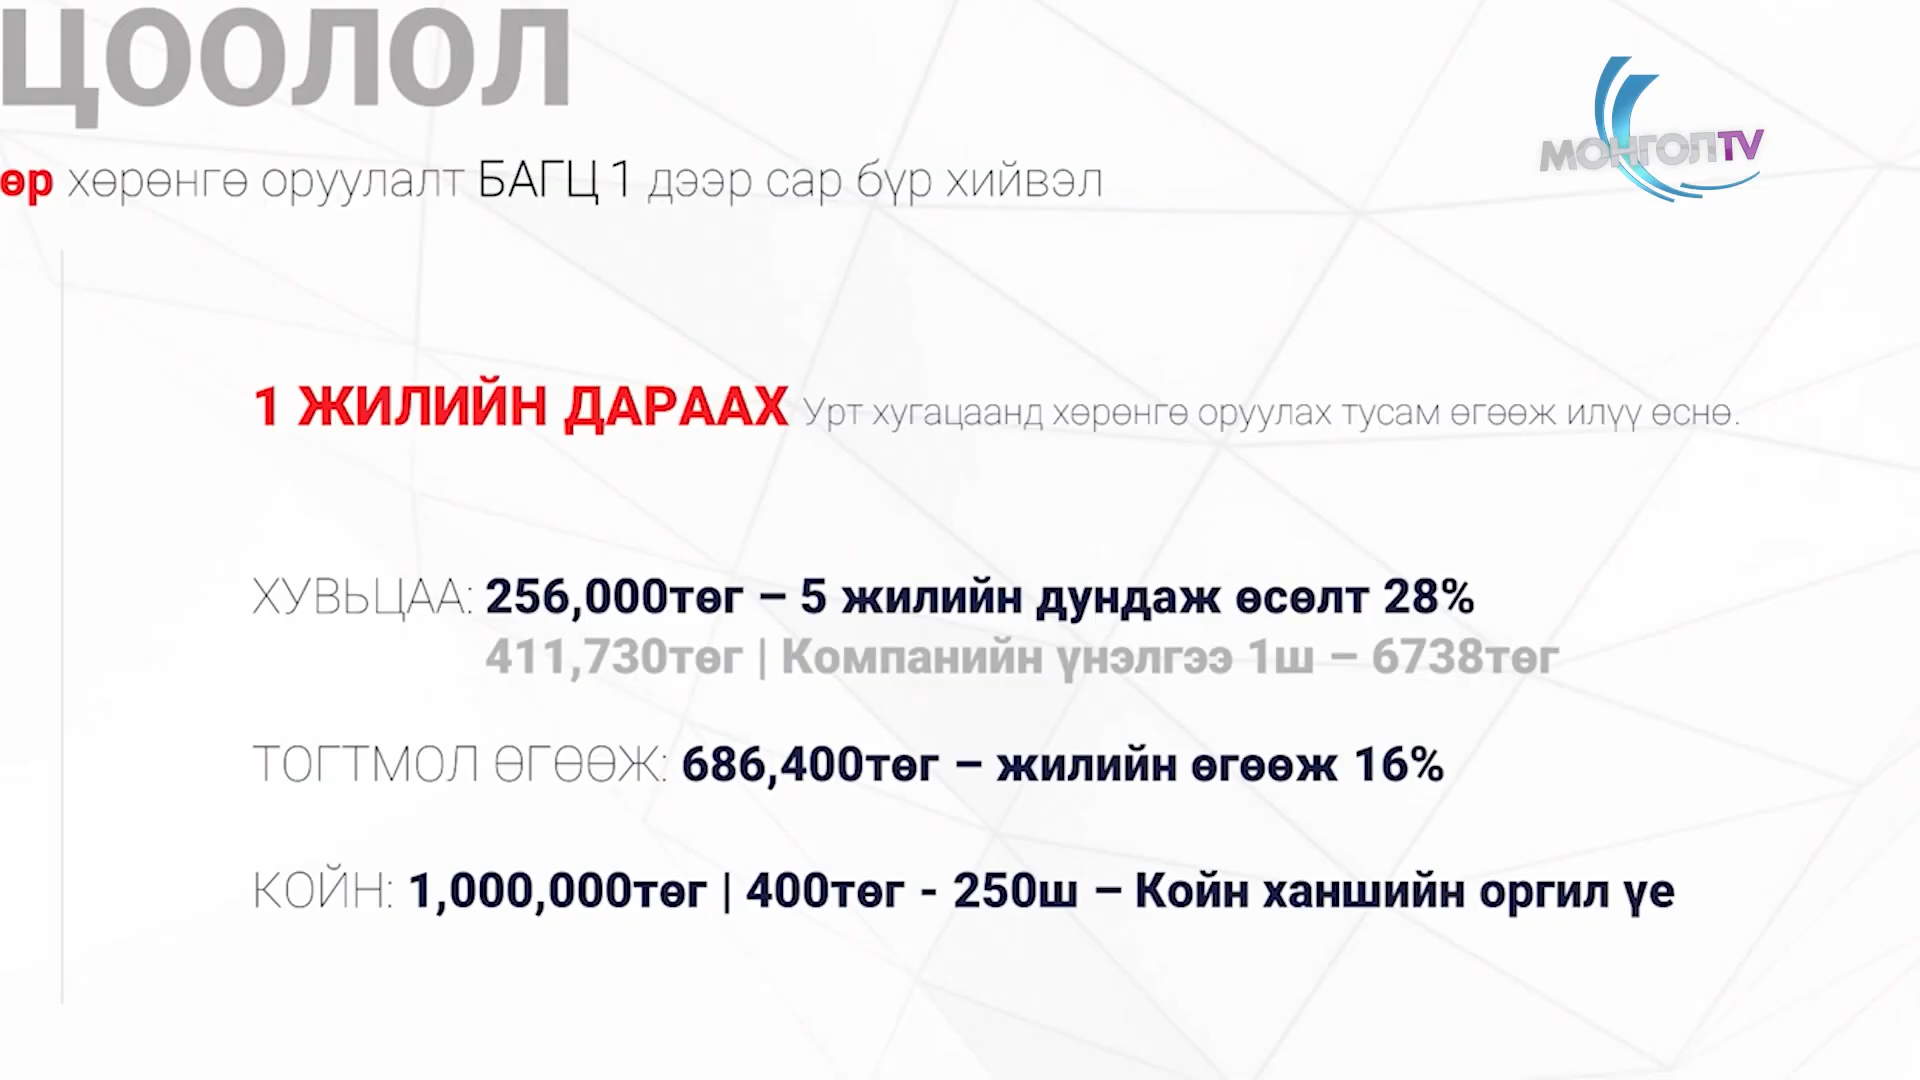 ЦООЛОЛ
МОНГОЛTV
өр хөрөнгө оруулалт БАГЦ 1 дээр сар бүр хийвэл
1 ЖИЛИЙН ДАРААХ Урт хугацаанд хөрөнгө оруулах тусам өгөөж илүү өснө.
ХУВЬЦАА: 256,000төг – 5 жилийн дундаж өсөлт 28%
411,730төг | Компанийн үнэлгээ 1ш – 6738төг
ТОГТМОЛ ӨГӨӨЖ: 686,400төг – жилийн өгөөж 16%
КОЙН: 1,000,000төг | 400төг - 250ш – Койн ханшийн оргил үе